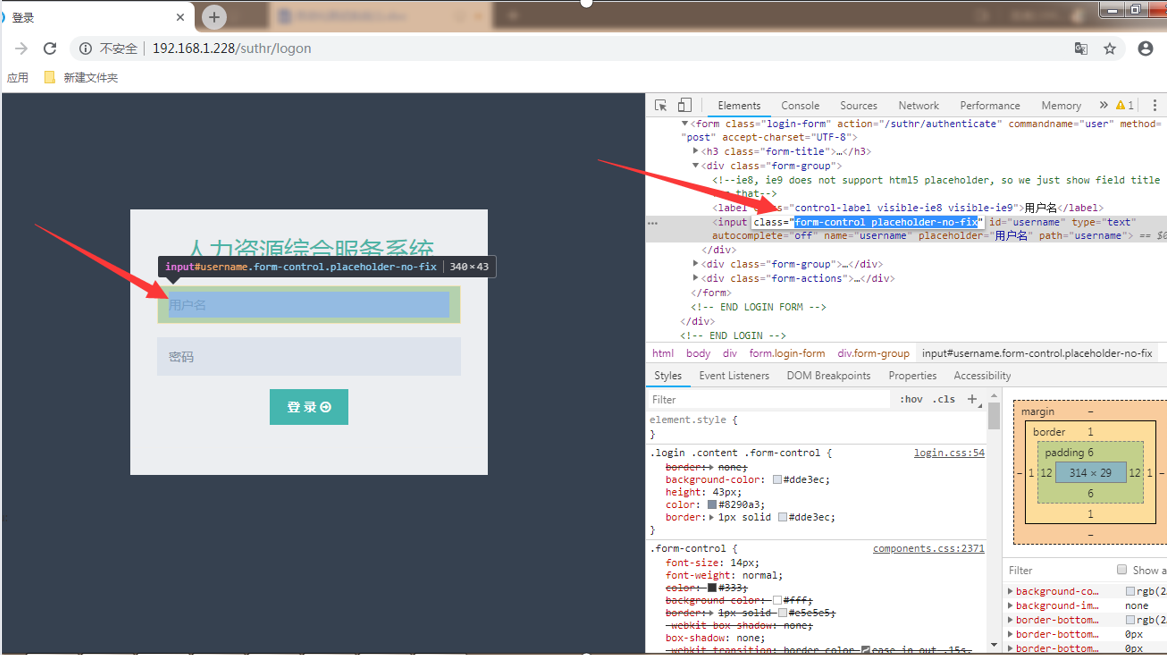 登录
不安全 192.168.1.228/suthr/logon
应用 新建文件夹
人力资源综合服务系统
input#username.form-control.placeholder-no-fix 340×43
用户名
密码
登 录
Elements Console Sources Network Performance Memory » 1
<form class="login-form" action="/suthr/authenticate" commandname="user" method=
"post" accept-charset="UTF-8">
<h3 class="form-title">…</h3>
<div class="form-group">
<!--ie8, ie9 does not support html5 placeholder, so we just show field title
that-->
<label "control-label visible-ie8 visible-ie9">用户名</label>
<input class="form-control placeholder-no-fix" id="username" type="text"
autocomplete="off" name="username" placeholder="用户名" path="username"> == $0
</div>
<div class="form-group">…</div>
<div class="form-actions">…</div>
</form>
<!-- END LOGIN FORM -->
</div>
<!-- END LOGIN -->
html body div form.login-form div.form-group input#username.form-control.placeholder-no-fix
Styles Event Listeners DOM Breakpoints Properties Accessibility
Filter :hov .cls +
element.style {
}
.login .content .form-control { login.css:54
border: none;
background-color: #dde3ec;
height: 43px;
color: #8290a3;
border: 1px solid #dde3ec;
}
.form-control { components.css:2371
font-size: 14px;
font-weight: normal;
color: #333;
background-color: #fff;
border: 1px solid #e5e5e5;
-webkit-box-shadow: none;
box-shadow: none;
-webkit-transition: border-color ease-in-out .15s,
margin –
border 1
padding 6
– 1 12 314 × 29 12 1 –
6
1
–
Filter Show a
background-co… rgb(2
background-im… none
border-bottom… rgb(2
border-bottom… 0px
border-bottom… 0px